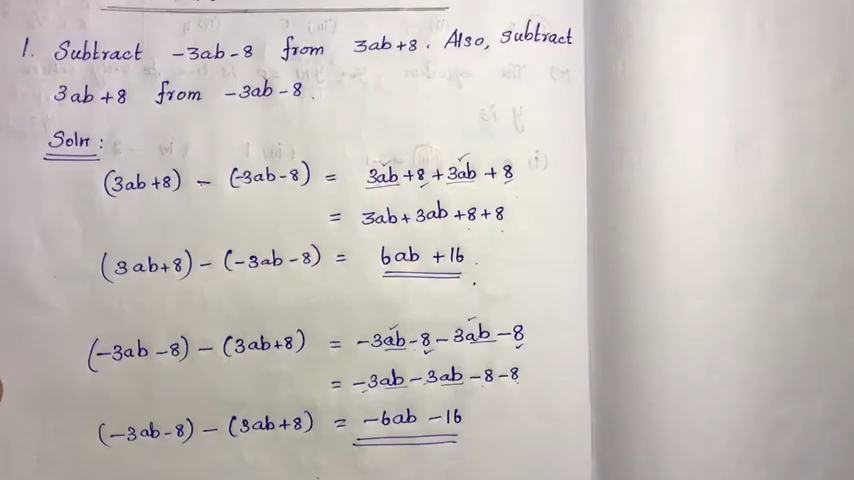 1. Subtract -3ab-8 from 3ab+8. Also, subtract
3ab+8 from -3ab-8.
Soln:
(3ab+8) - (-3ab-8) = 3ab+8+3ab+8
= 3ab+3ab+8+8
(3ab+8)-(-3ab-8) = 6ab+16.
(-3ab-8)-(3ab+8) = -3ab-8-3ab-8
= -3ab-3ab-8-8
(-3ab-8)-(3ab+8) = -6ab-16